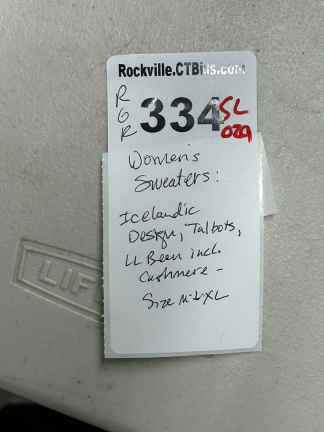 Rockville.CTBids.com
R
G
R
334
SL
029
Women's
Sweaters:
Icelandic
Design, Talbots,
LL Bean incl.
Cashmere -
Size M-L-XL
LIF